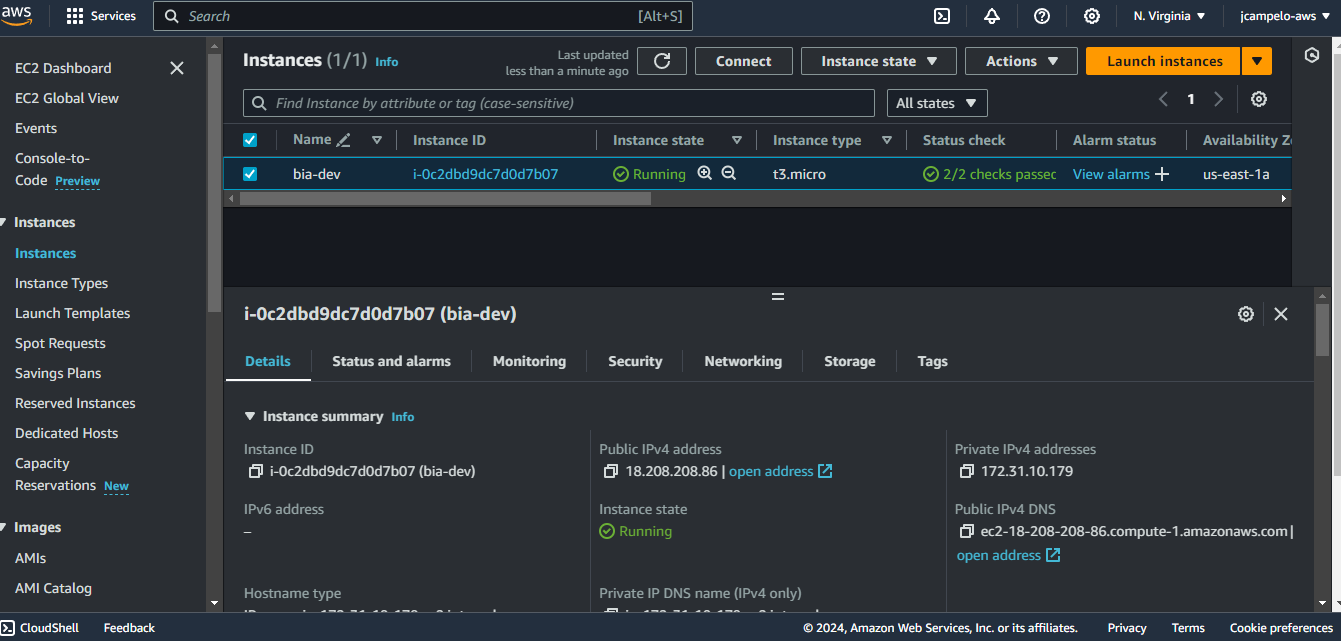 aws
Services
Search
[Alt+S]
N. Virginia
jcampelo-aws
EC2 Dashboard
EC2 Global View
Events
Console-to-
Code Preview
Instances
Instances
Instance Types
Launch Templates
Spot Requests
Savings Plans
Reserved Instances
Dedicated Hosts
Capacity
Reservations New
Images
AMIs
AMI Catalog
Instances (1/1) Info
Last updated
less than a minute ago
Connect
Instance state
Actions
Launch instances
Find Instance by attribute or tag (case-sensitive)
All states
1
Name
Instance ID
Instance state
Instance type
Status check
Alarm status
Availability Z
bia-dev
i-0c2dbd9dc7d0d7b07
Running
t3.micro
2/2 checks passec
View alarms
us-east-1a
i-0c2dbd9dc7d0d7b07 (bia-dev)
Details
Status and alarms
Monitoring
Security
Networking
Storage
Tags
Instance summary Info
Instance ID
i-0c2dbd9dc7d0d7b07 (bia-dev)
Public IPv4 address
18.208.208.86 | open address
Private IPv4 addresses
172.31.10.179
IPv6 address
–
Instance state
Running
Public IPv4 DNS
ec2-18-208-208-86.compute-1.amazonaws.com |
open address
Hostname type
Private IP DNS name (IPv4 only)
CloudShell
Feedback
© 2024, Amazon Web Services, Inc. or its affiliates.
Privacy
Terms
Cookie preferences